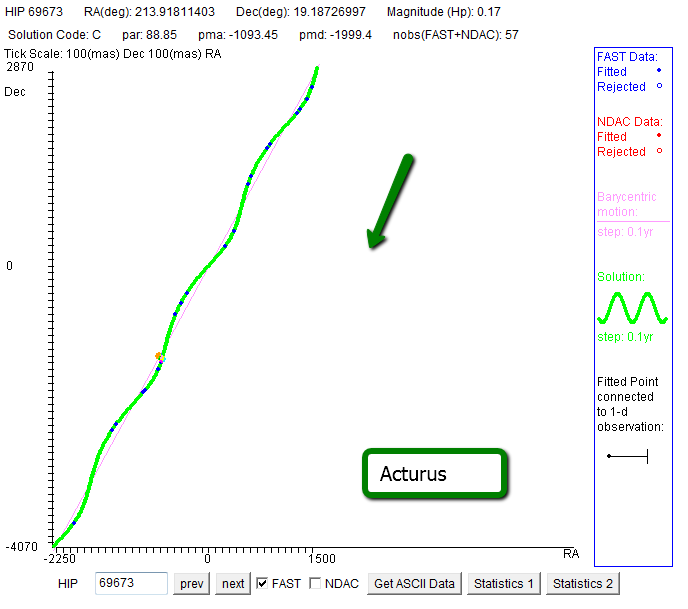 HIP 69673 RA(deg): 213.91811403 Dec(deg): 19.18726997 Magnitude (Hp): 0.17
Solution Code: C par: 88.85 pma: -1093.45 pmd: -1999.4 nobs(FAST+NDAC): 57
Tick Scale: 100(mas) Dec 100(mas) RA
2870
Dec
0
-4070
-2250 0 1500 RA
Acturus
FAST Data:
Fitted
Rejected
NDAC Data:
Fitted
Rejected
Barycentric
motion:
step: 0.1yr
Solution:
step: 0.1yr
Fitted Point
connected
to 1-d
observation:
HIP 69673 prev next FAST NDAC Get ASCII Data Statistics 1 Statistics 2